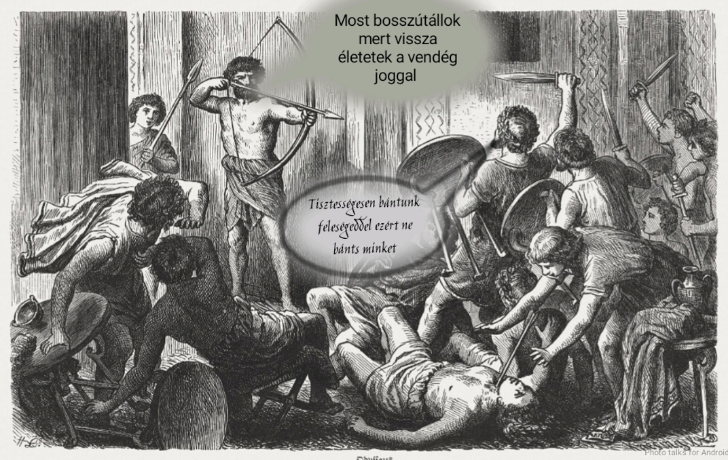 Most bosszútállok
mert vissza
életetek a vendég
joggal
Tisztességesen bántunk
feleségeddel ezért ne
bánts minket
Photo talks for Android